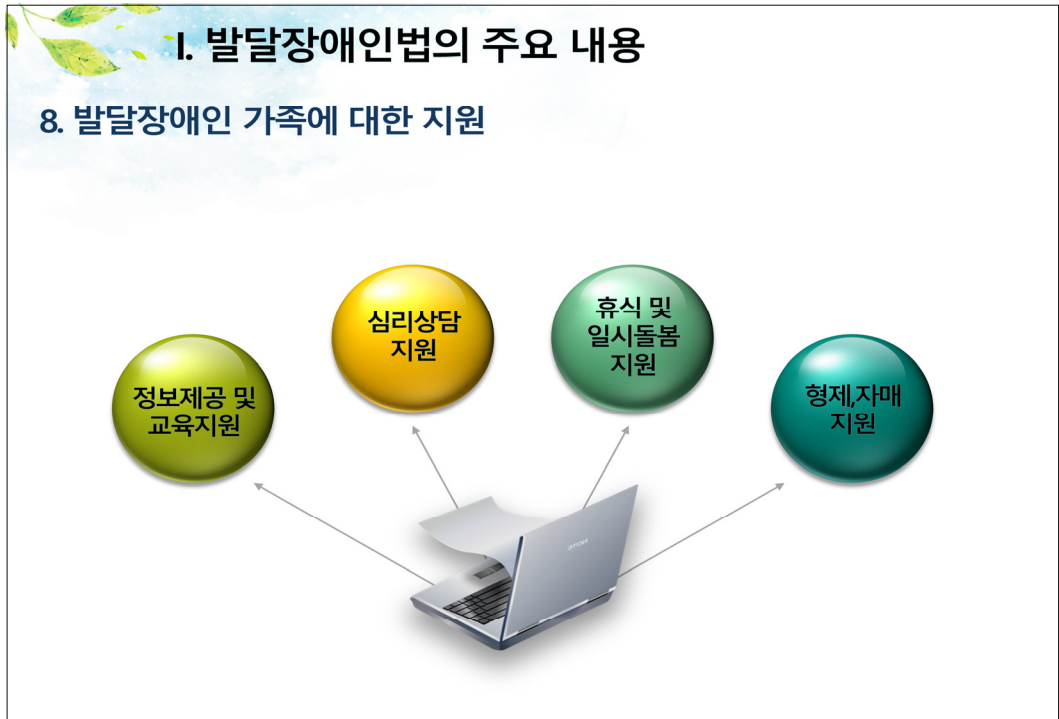 I. 발달장애인법의 주요 내용
8. 발달장애인 가족에 대한 지원
정보제공 및
교육지원
심리상담
지원
휴식 및
일시돌봄
지원
형제,자매
지원
NOTE